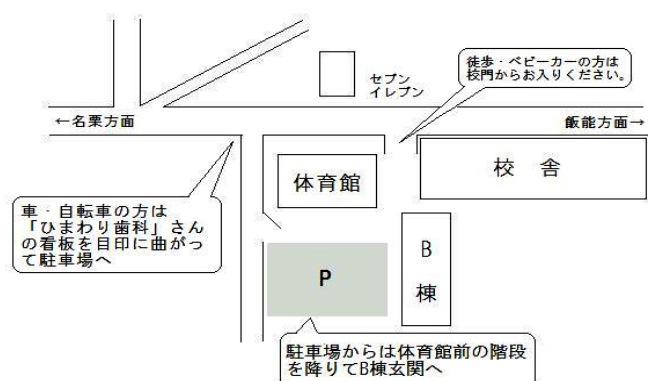 徒歩・ベビーカーの方は
校門からお入りください。
セブン
イレブン
←名栗方面
飯能方面→
体育館
校 舎
車・自転車の方は
「ひまわり歯科」さん
の看板を目印に曲がっ
て駐車場へ
P
B
棟
駐車場からは体育館前の階段
を降りてB棟玄関へ